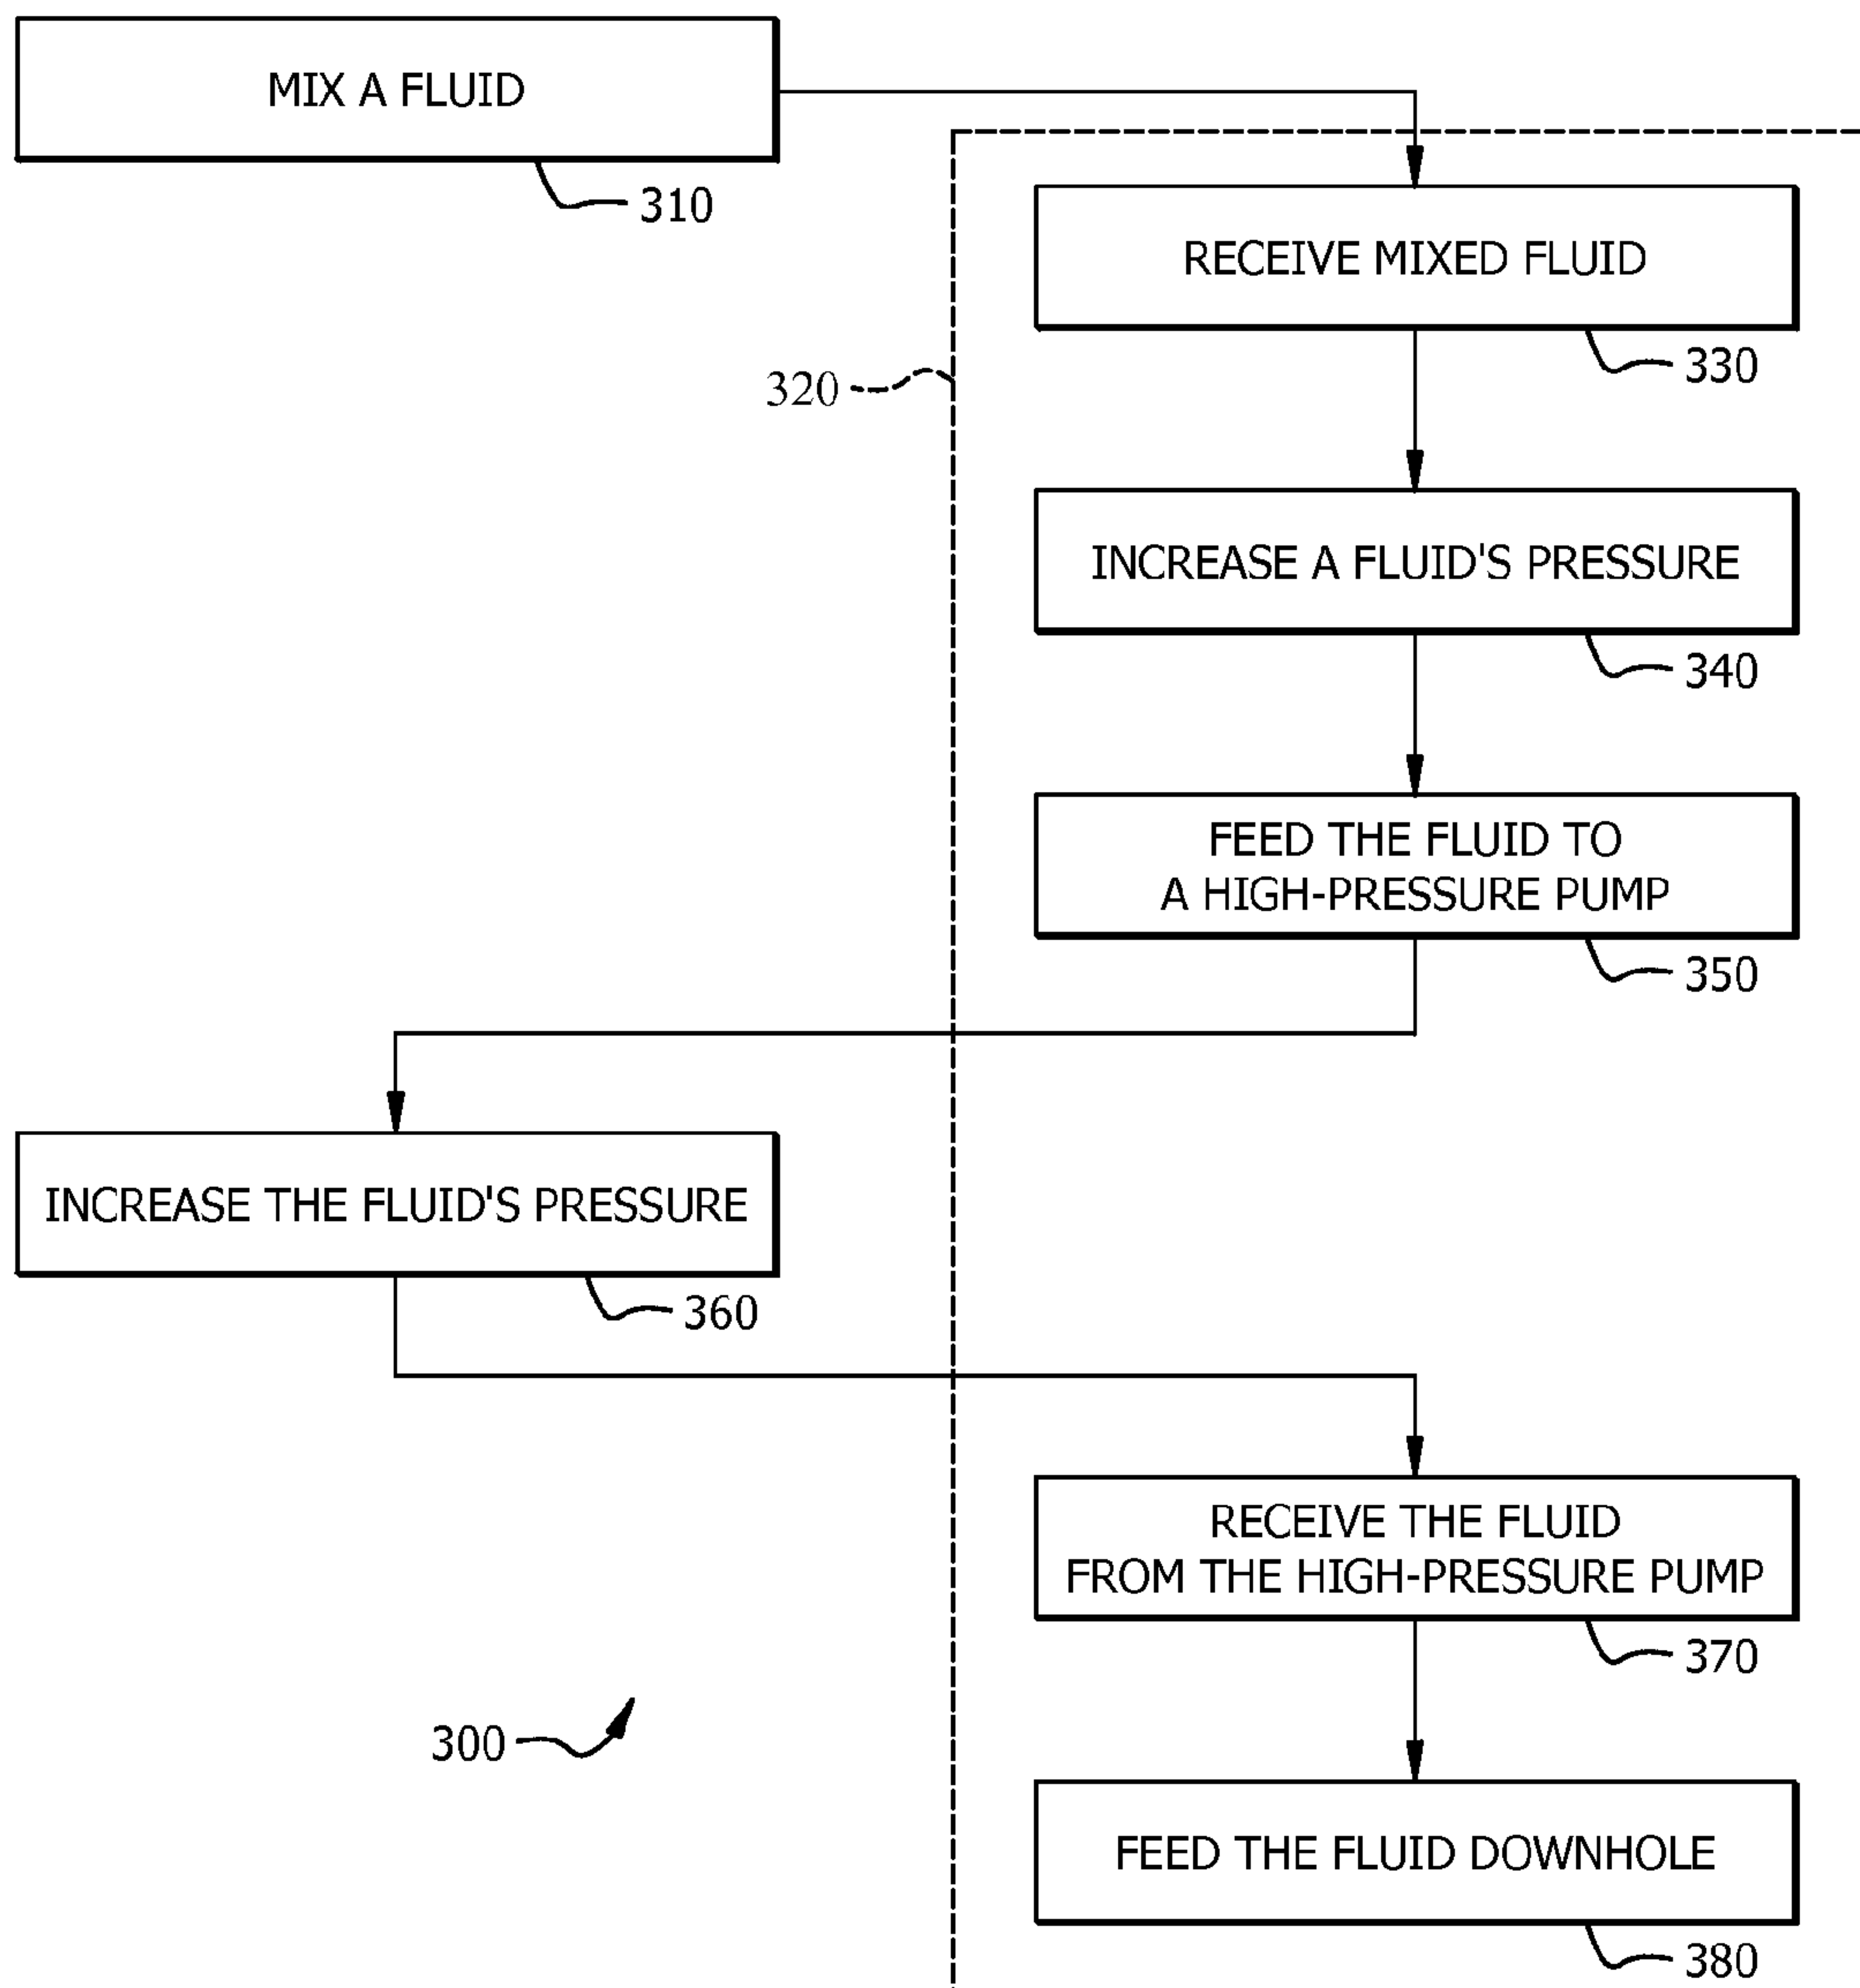 MIX A FLUID
310
RECEIVE MIXED FLUID
330
320
INCREASE A FLUID'S PRESSURE
340
FEED THE FLUID TO
A HIGH-PRESSURE PUMP
350
INCREASE THE FLUID'S PRESSURE
360
RECEIVE THE FLUID
FROM THE HIGH-PRESSURE PUMP
370
300
FEED THE FLUID DOWNHOLE
380